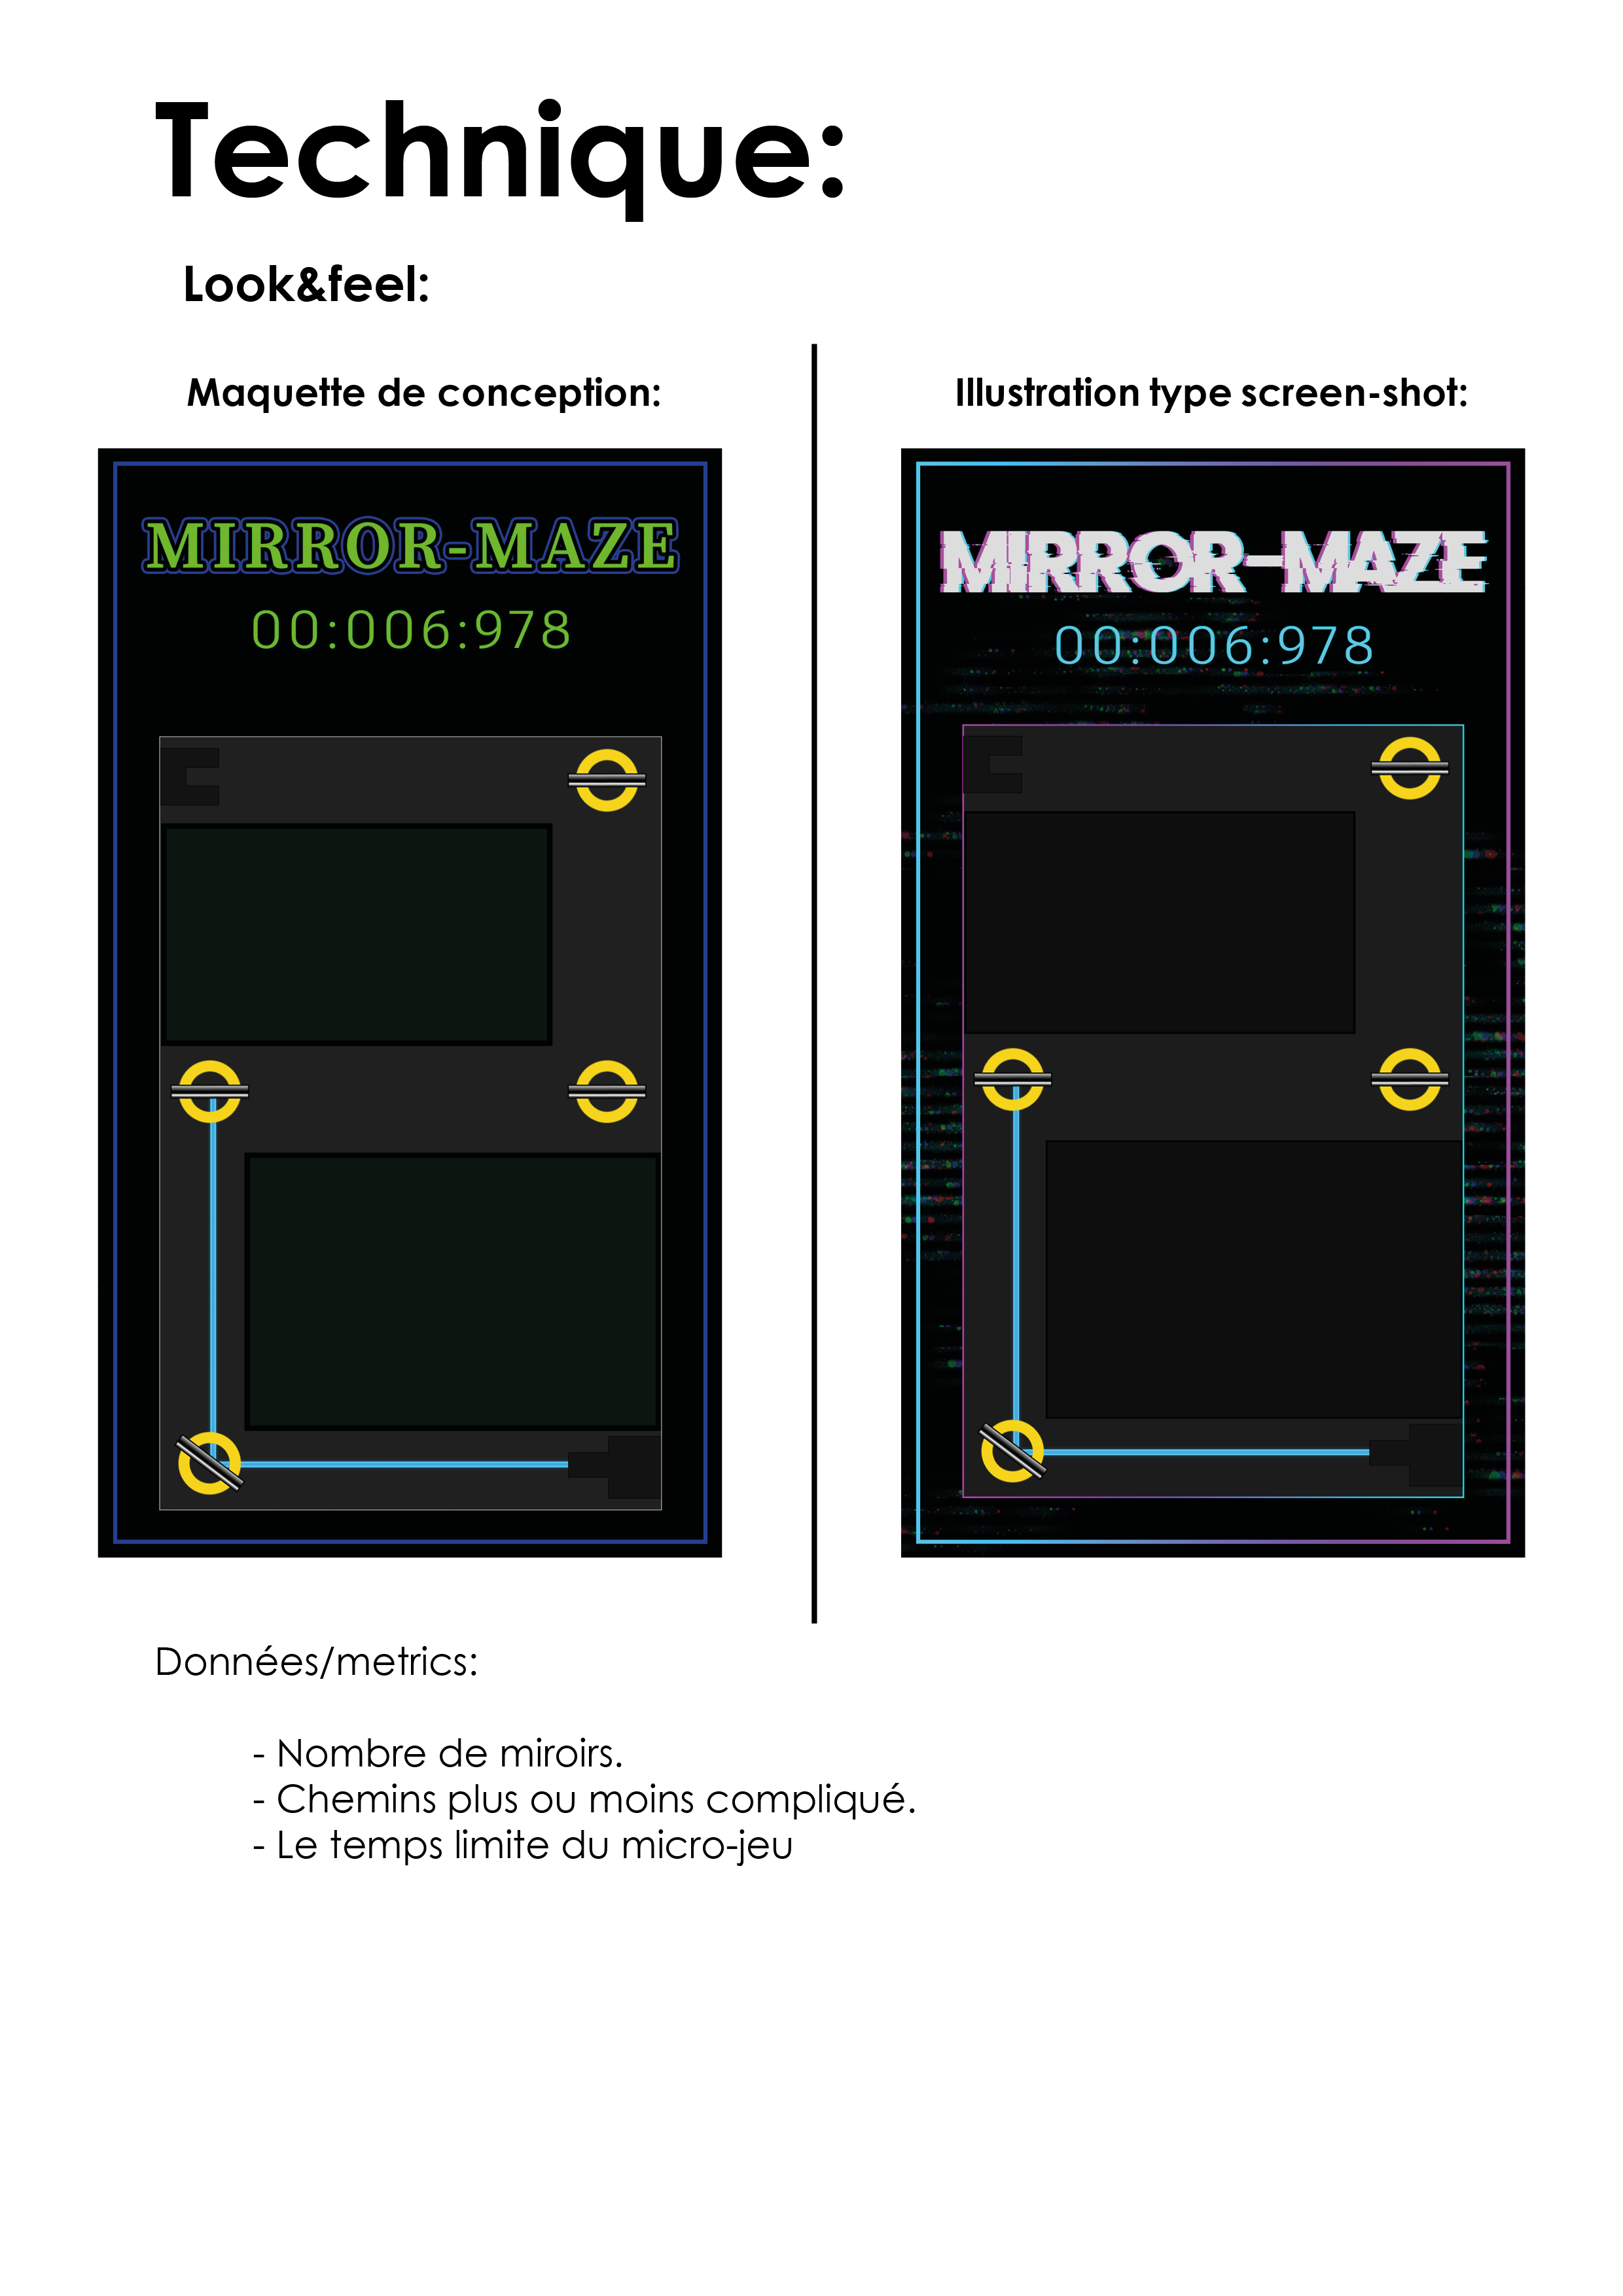 Technique:
Look&feel:
Maquette de conception:
MIRROR-MAZE
00:006:978
Illustration type screen-shot:
MIRROR-MAZE
00:006:978
Données/metrics:
- Nombre de miroirs.
- Chemins plus ou moins compliqué.
- Le temps limite du micro-jeu